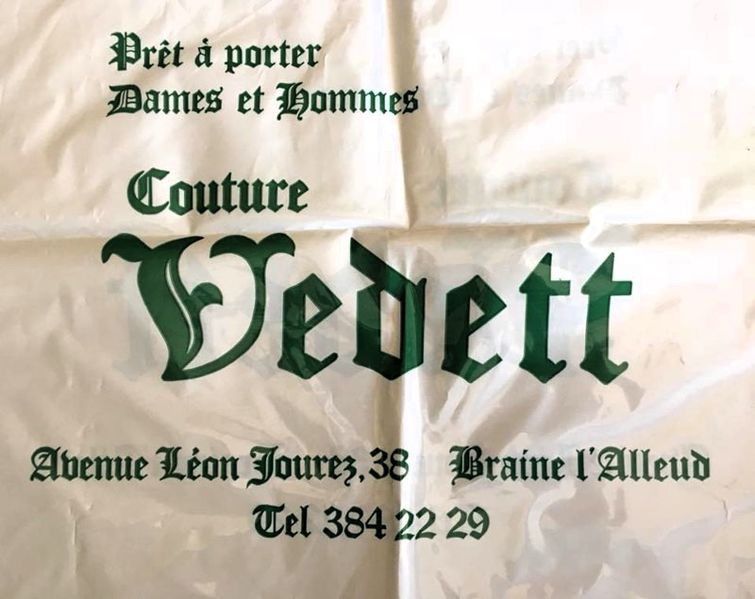 Prêt à porter
Dames et Hommes
Couture
Vedett
Avenue Léon Jourez, 38 Braine l'Alleud
Tel 384 22 29